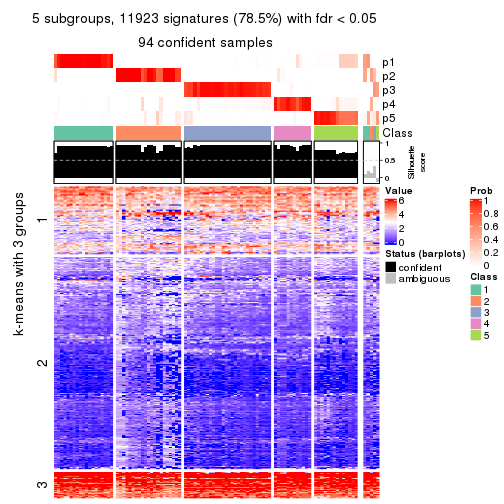 5 subgroups, 11923 signatures (78.5%) with fdr < 0.05
94 confident samples
p1
p2
p3
p4
p5
Class
1
0.5
0
Silhouette
score
k-means with 3 groups
1
2
3
Value
6
4
2
0
Status (barplots)
confident
ambiguous
Prob
1
0.8
0.6
0.4
0.2
0
Class
1
2
3
4
5